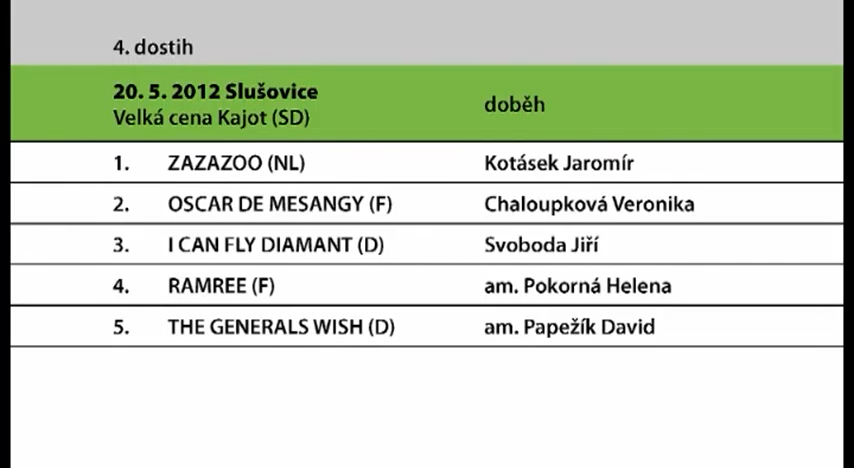 4. dostih
20. 5. 2012 Slušovice
Velká cena Kajot (SD)
doběh
1. ZAZAZOO (NL) Kotásek Jaromír
2. OSCAR DE MESANGY (F) Chaloupková Veronika
3. I CAN FLY DIAMANT (D) Svoboda Jiří
4. RAMREE (F) am. Pokorná Helena
5. THE GENERALS WISH (D) am. Papežík David